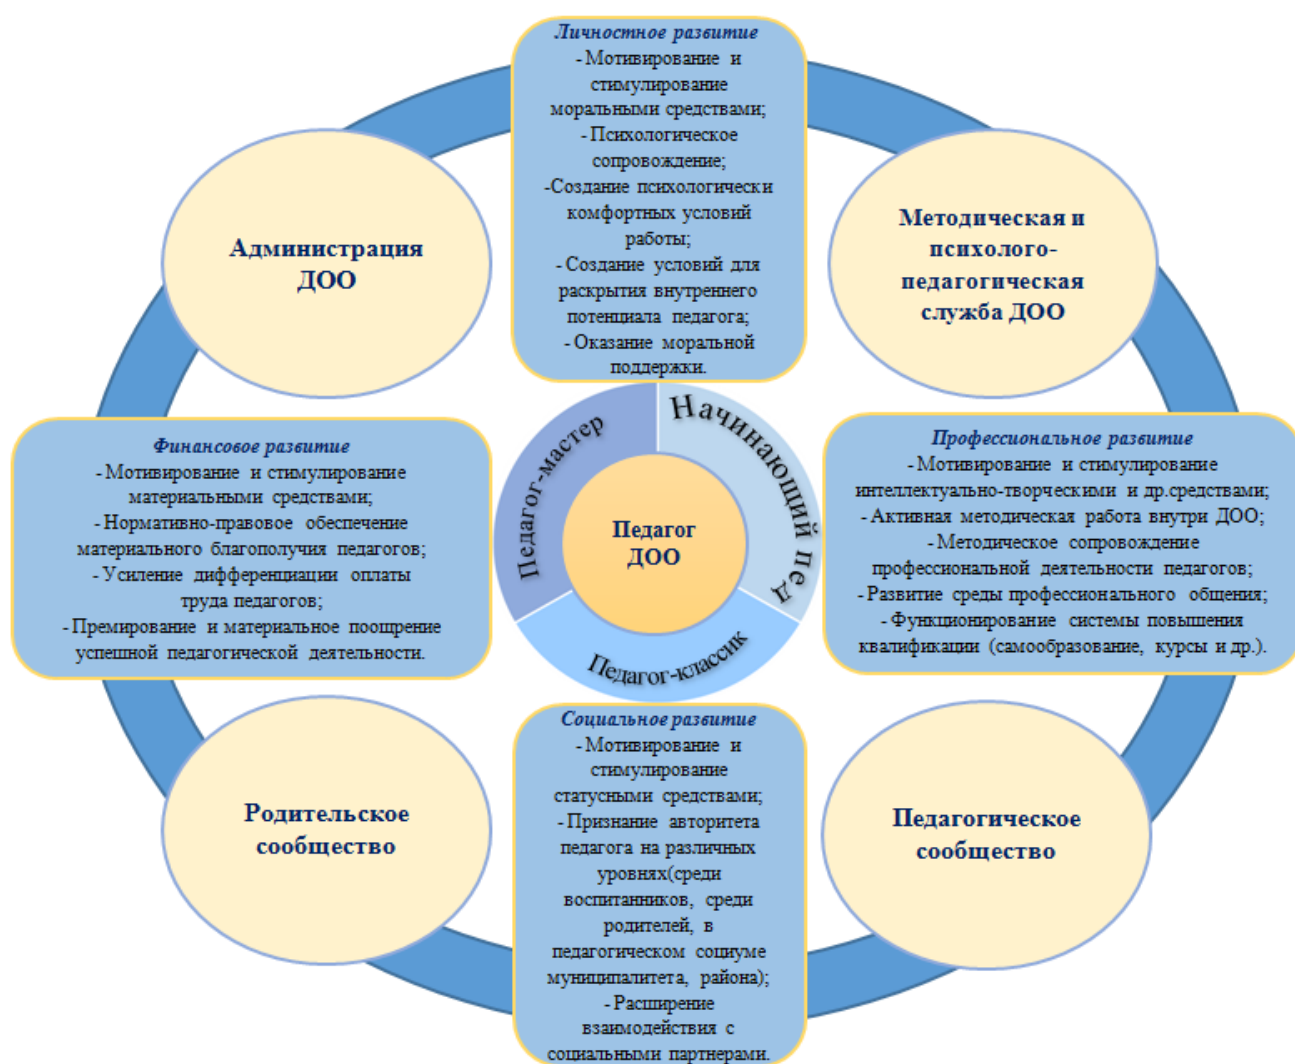 Личностное развитие
- Мотивирование и
стимулирование
моральными средствами;
- Психологическое
сопровождение;
-Создание психологически
комфортных условий
работы;
- Создание условий для
раскрытия внутреннего
потенциала педагога;
- Оказание моральной
поддержки.
Администрация
ДОО
Методическая и
психолого-
педагогическая
служба ДОО
Финансовое развитие
- Мотивирование и стимулирование
материальными средствами;
- Нормативно-правовое обеспечение
материального благополучия педагогов;
- Усиление дифференциации оплаты
труда педагогов;
- Премирование и материальное поощрение
успешной педагогической деятельности.
Педагог-мастер
Начинающий пед
Педагог-классик
Педагог
ДОО
Профессиональное развитие
- Мотивирование и стимулирование
интеллектуально-творческими и др.средствами;
- Активная методическая работа внутри ДОО;
- Методическое сопровождение
профессиональной деятельности педагогов;
- Развитие среды профессионального общения;
- Функционирование системы повышения
квалификации (самообразование, курсы и др.).
Родительское
сообщество
Социальное развитие
- Мотивирование и
стимулирование
статусными средствами;
- Признание авторитета
педагога на различных
уровнях(среди
воспитанников, среди
родителей, в
педагогическом социуме
муниципалитета, района);
- Расширение
взаимодействия с
социальными партнерами.
Педагогическое
сообщество